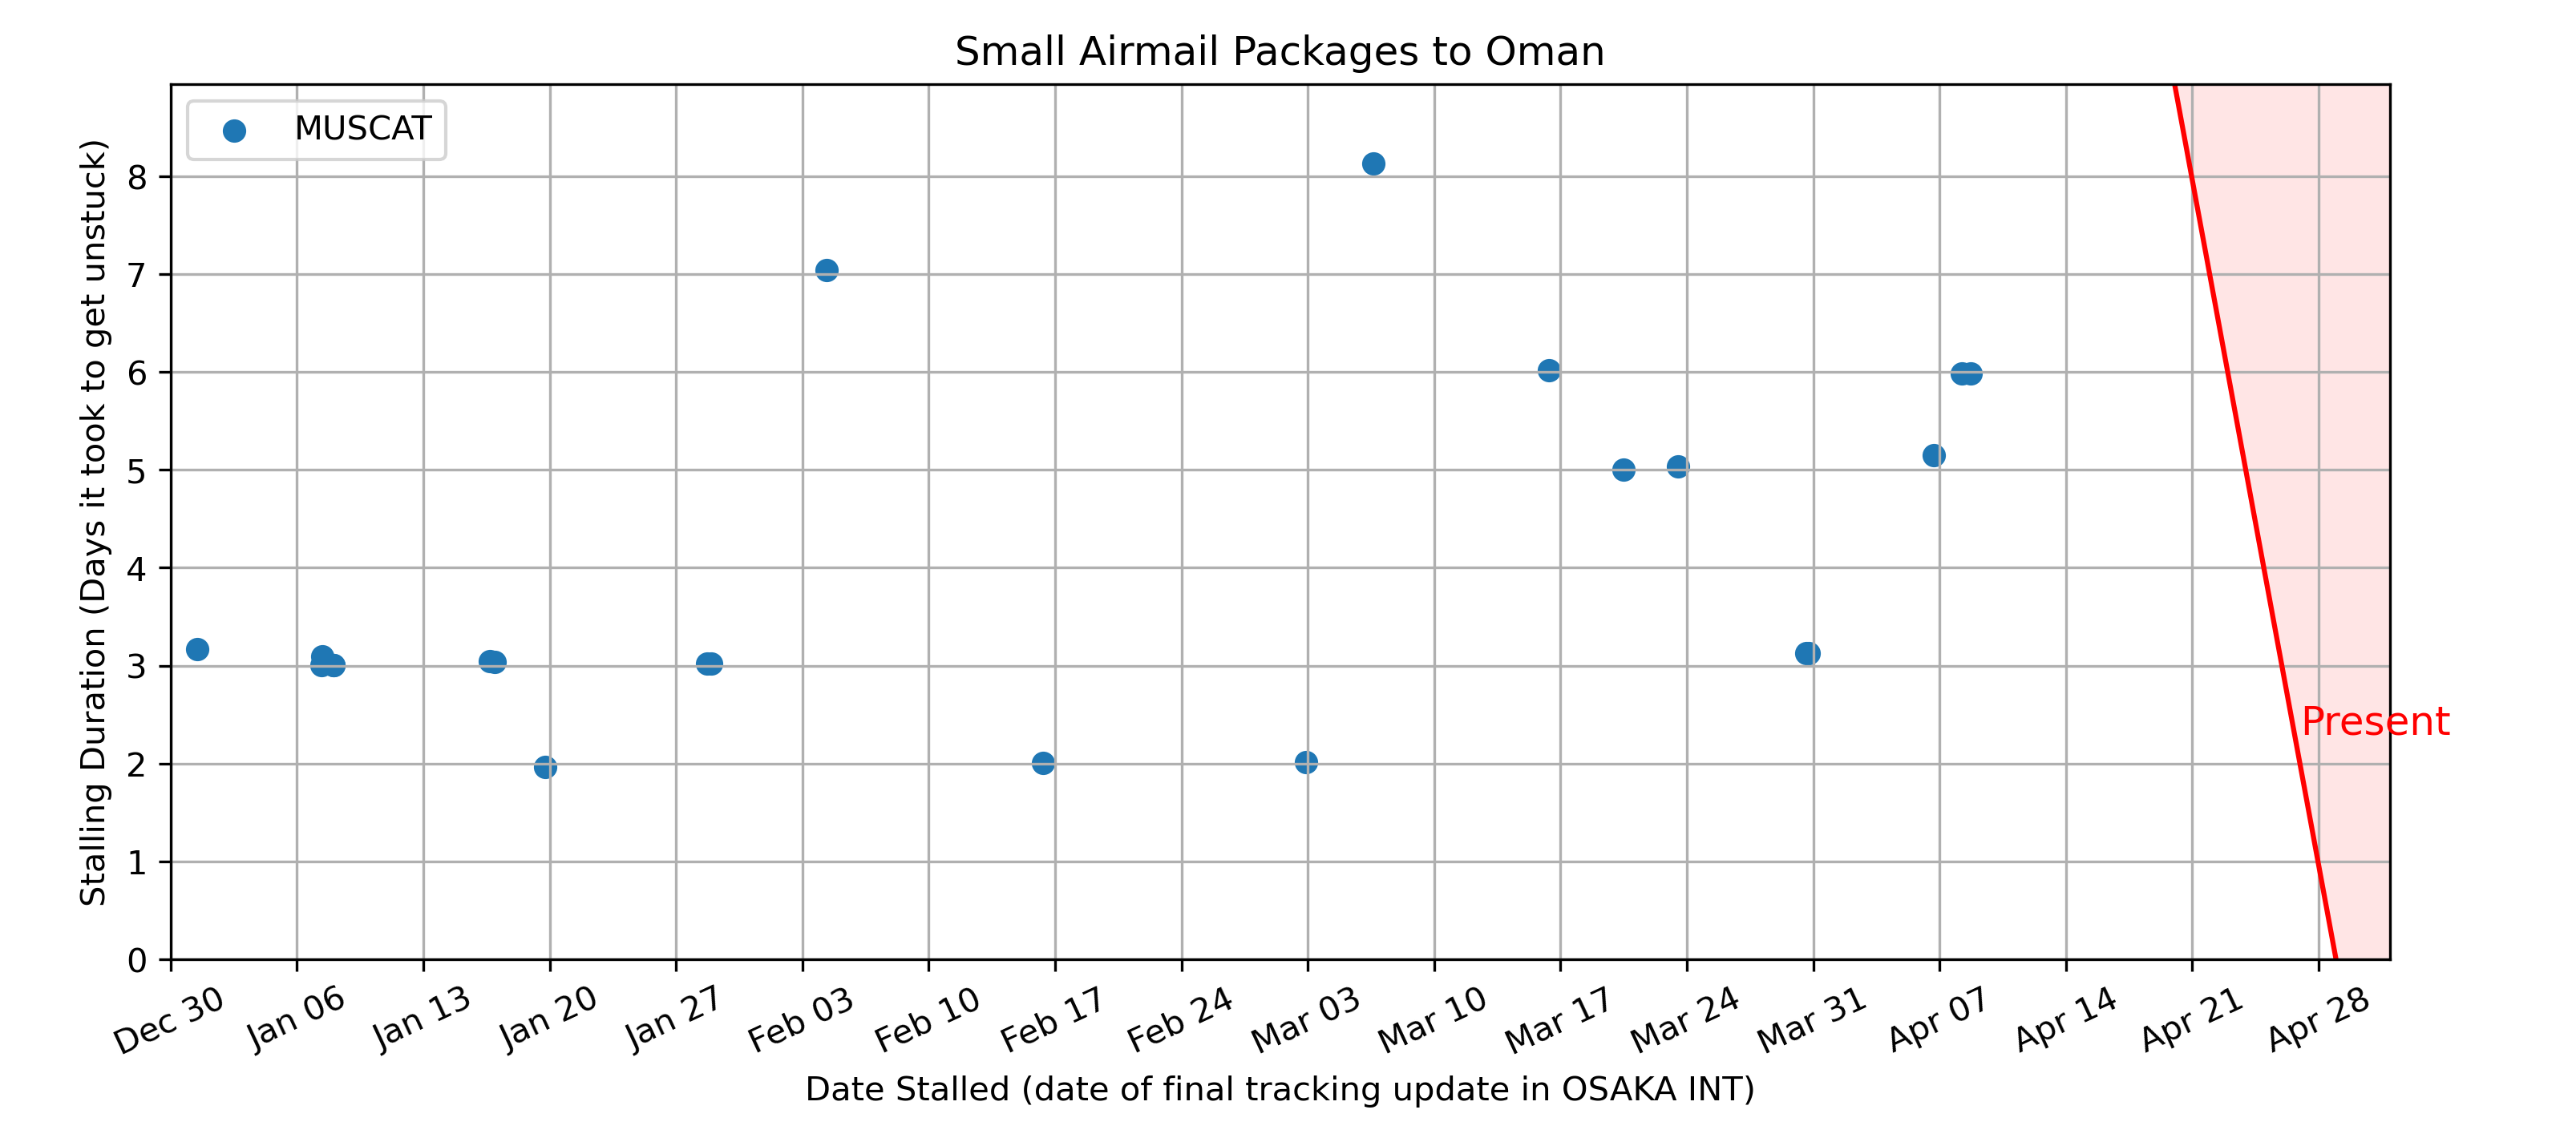 Small Airmail Packages to Oman
MUSCAT
Stalling Duration (Days it took to get unstuck)
8
7
6
5
4
3
2
1
0
Present
Dec 30
Jan 06
Jan 13
Jan 20
Jan 27
Feb 03
Feb 10
Feb 17
Feb 24
Mar 03
Mar 10
Mar 17
Mar 24
Mar 31
Apr 07
Apr 14
Apr 21
Apr 28
Date Stalled (date of final tracking update in OSAKA INT)